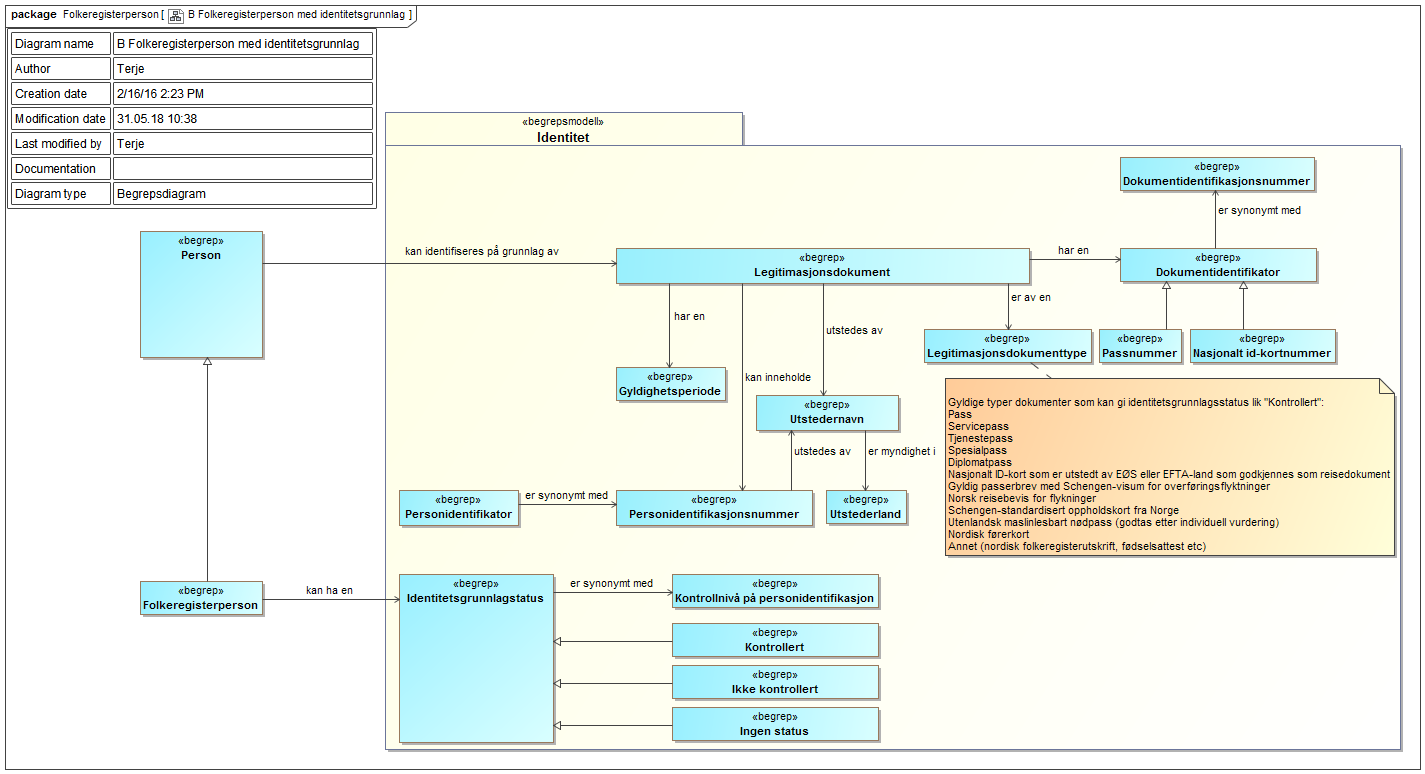 package Folkeregisterperson [ B Folkeregisterperson med identitetsgrunnlag ]
Diagram name B Folkeregisterperson med identitetsgrunnlag
Author Terje
Creation date 2/16/16 2:23 PM
Modification date 31.05.18 10:38
Last modified by Terje
Documentation
Diagram type Begrepsdiagram
«begrepsmodell»
Identitet
«begrep»
Dokumentidentifikasjonsnummer
er synonymt med
«begrep»
Person
kan identifiseres på grunnlag av
«begrep»
Legitimasjonsdokument
har en
«begrep»
Dokumentidentifikator
har en
utstedes av
er av en
«begrep»
Legitimasjonsdokumenttype
«begrep»
Passnummer
«begrep»
Nasjonalt id-kortnummer
«begrep»
Gyldighetsperiode
kan inneholde
«begrep»
Utstedernavn
utstedes av
er myndighet i
Gyldige typer dokumenter som kan gi identitetsgrunnlagsstatus lik "Kontrollert":
Pass
Servicepass
Tjenestepass
Spesialpass
Diplomatpass
Nasjonalt ID-kort som er utstedt av EØS eller EFTA-land som godkjennes som reisedokument
Gyldig passerbrev med Schengen-visum for overføringsflyktninger
Norsk reisebevis for flykninger
Schengen-standardisert oppholdskort fra Norge
Utenlandsk maslinlesbart nødpass (godtas etter individuell vurdering)
Nordisk førerkort
Annet (nordisk folkeregisterutskrift, fødselsattest etc)
«begrep»
Personidentifikator
er synonymt med
«begrep»
Personidentifikasjonsnummer
«begrep»
Utstederland
«begrep»
Folkeregisterperson
kan ha en
«begrep»
Identitetsgrunnlagstatus
er synonymt med
«begrep»
Kontrollnivå på personidentifikasjon
«begrep»
Kontrollert
«begrep»
Ikke kontrollert
«begrep»
Ingen status